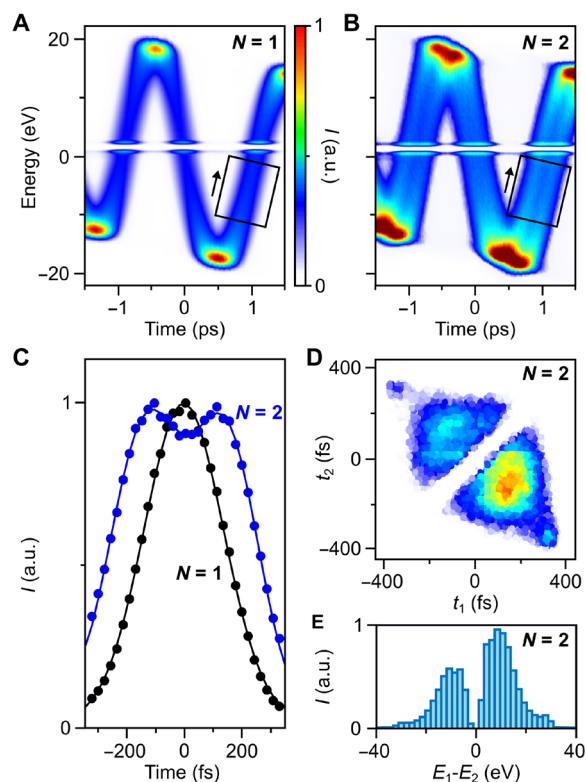 A
N = 1
20
0
−20
Energy (eV)
−1
0
1
Time (ps)
1
I (a.u.)
0
B
N = 2
−1
0
1
Time (ps)
C
1
0
I (a.u.)
N = 2
N = 1
−200
0
200
Time (fs)
D
N = 2
400
0
−400
t2 (fs)
−400
0
400
t1 (fs)
E
N = 2
1
0
I (a.u.)
−40
0
40
E1-E2 (eV)